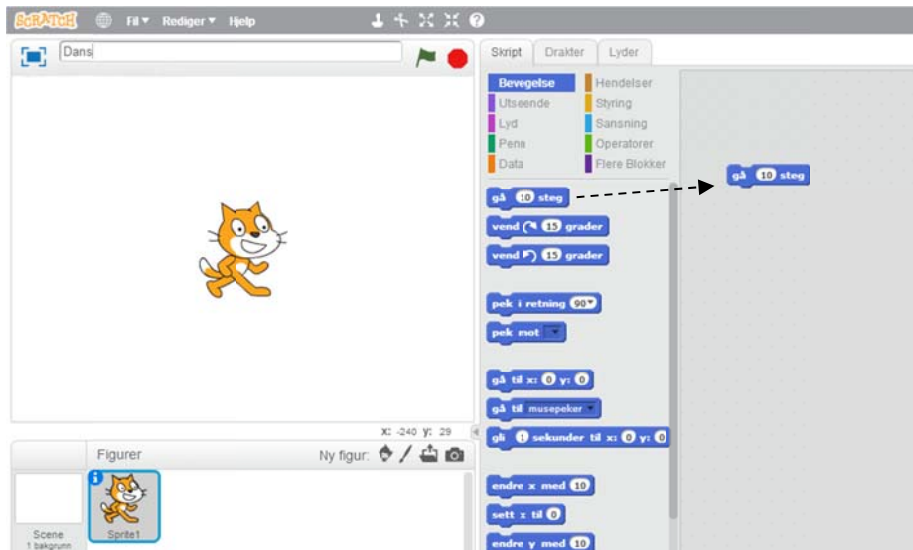 SCRATCH Fil Rediger Hjelp
Dans
Skript Drakter Lyder
Bevegelse Hendelser
Utseende Styring
Lyd Sansning
Penn Operatorer
Data Flere Blokker
gå 10 steg
gå 10 steg
vend 15 grader
vend 15 grader
pek i retning 90
pek mot
gå til x: 0 y: 0
gå til musepeker
gli 1 sekunder til x: 0 y: 0
endre x med 10
sett x til 0
endre y med 10
x: -240 y: 29
Figurer Ny figur:
Scene
1 bakgrunn
Sprite1